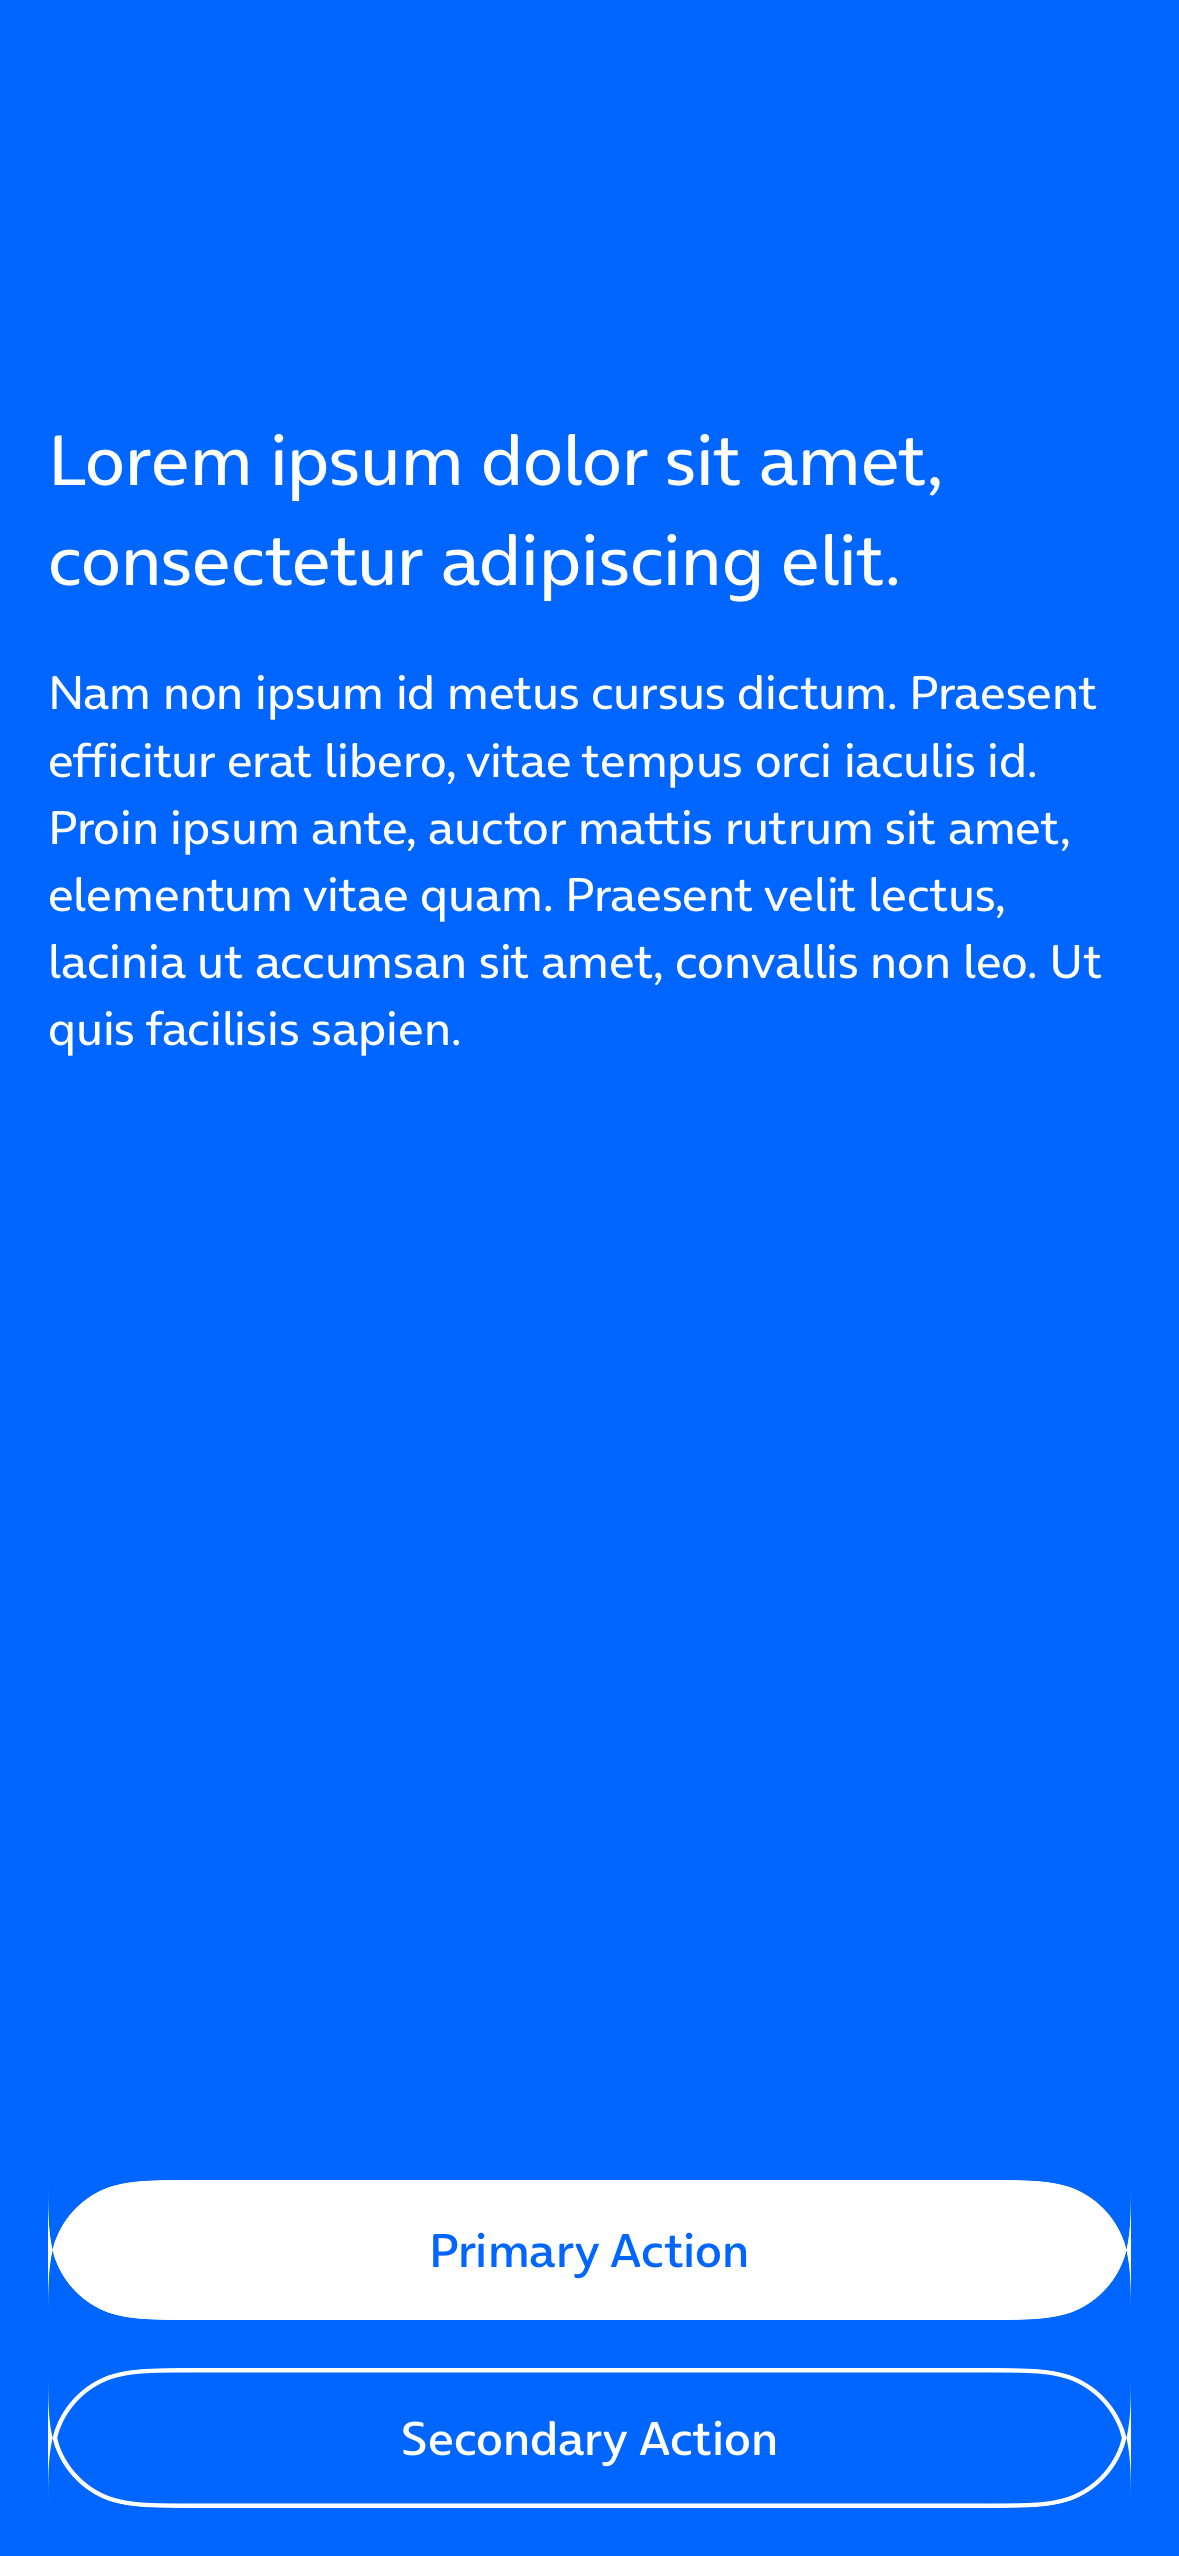 Lorem ipsum dolor sit amet,
consectetur adipiscing elit.
Nam non ipsum id metus cursus dictum. Praesent
efficitur erat libero, vitae tempus orci iaculis id.
Proin ipsum ante, auctor mattis rutrum sit amet,
elementum vitae quam. Praesent velit lectus,
lacinia ut accumsan sit amet, convallis non leo. Ut
quis facilisis sapien.
Primary Action
Secondary Action